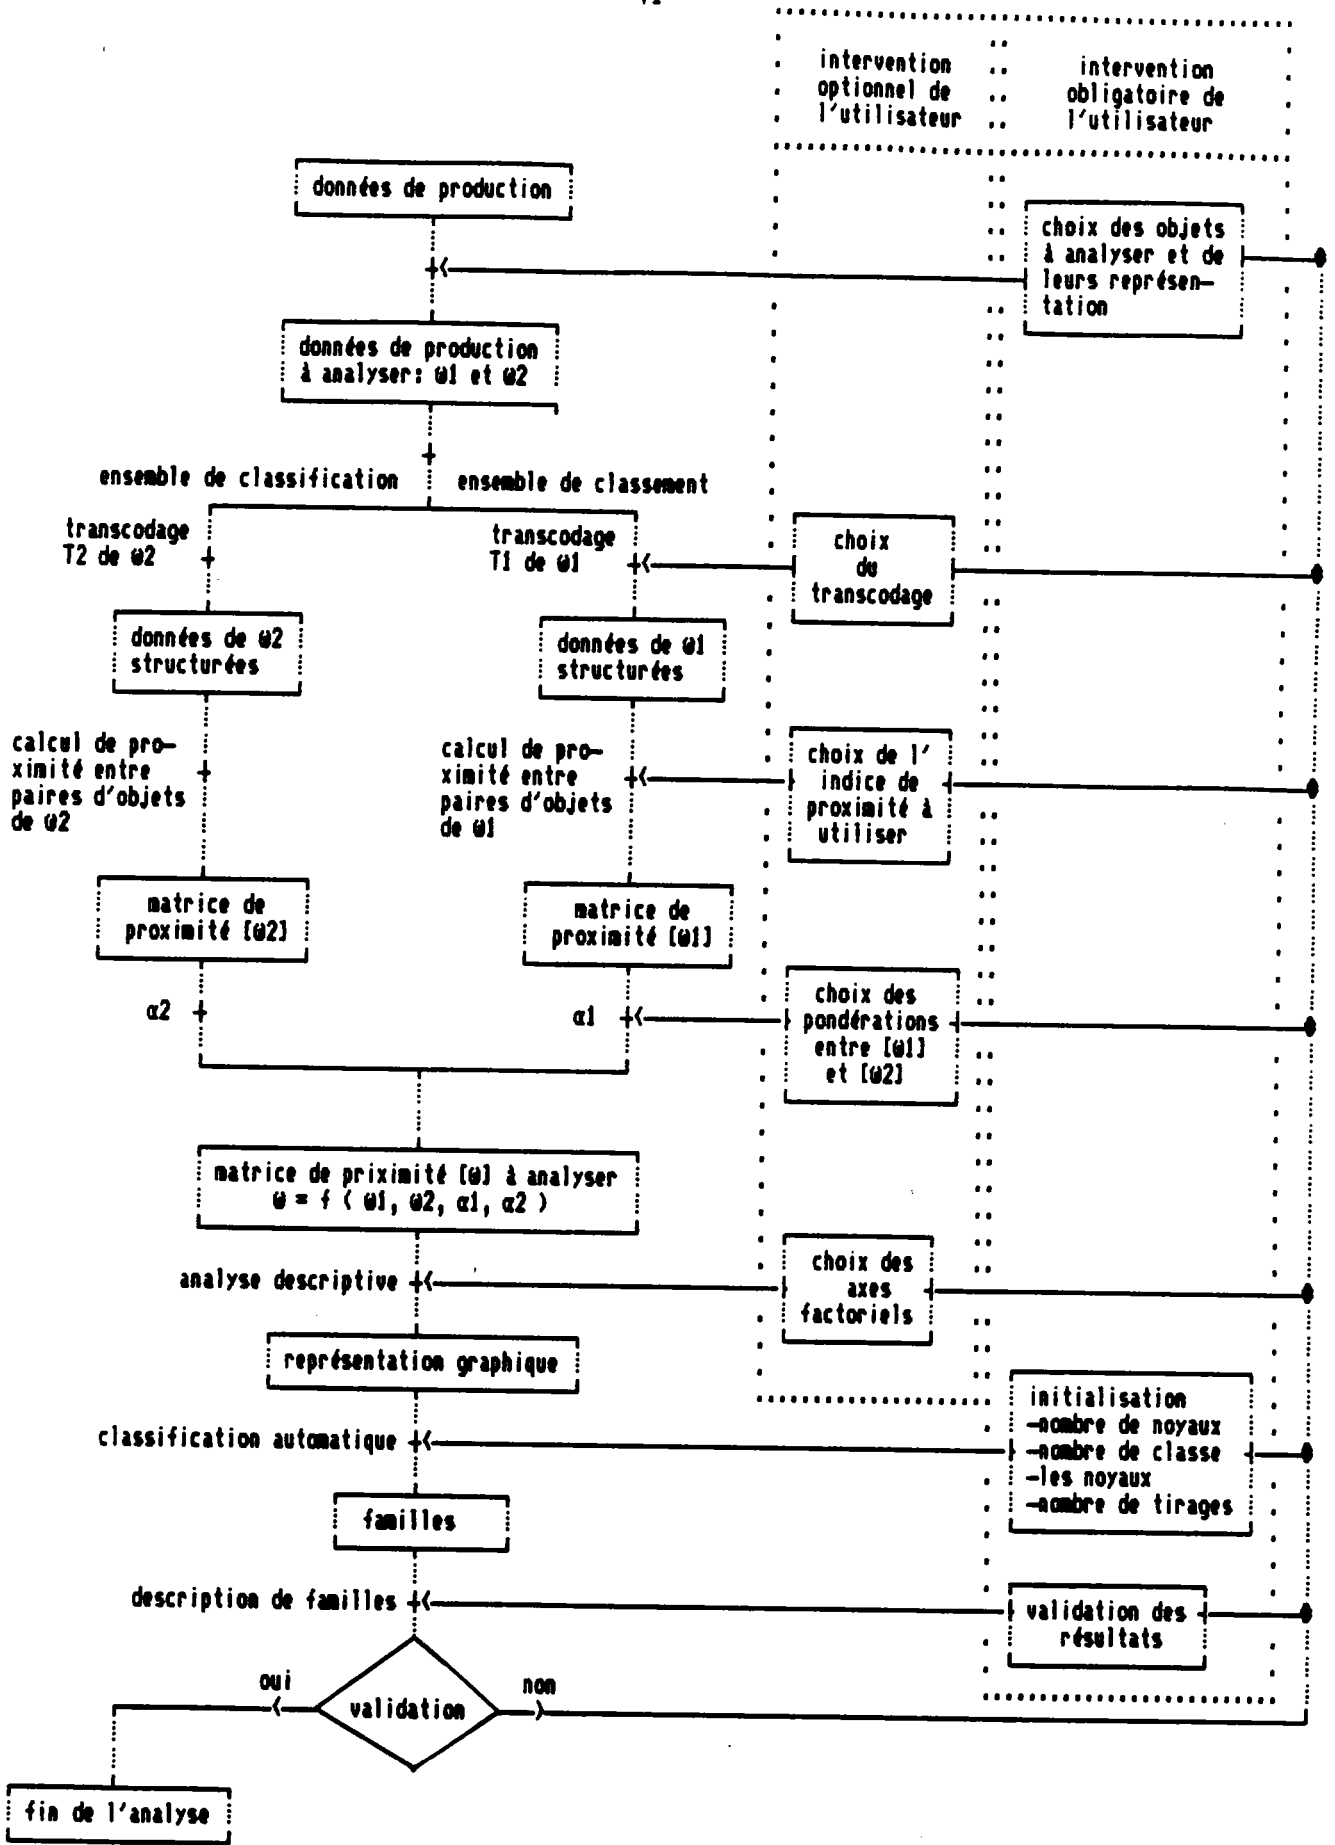 intervention
optionnel de
l'utilisateur
intervention
obligatoire de
l'utilisateur
données de production
choix des objets
à analyser et de
leurs représen-
tation
données de production
à analyser: ω1 et ω2
ensemble de classification
ensemble de classement
transcodage
T2 de ω2
transcodage
T1 de ω1
choix
du
transcodage
données de ω2
structurées
données de ω1
structurées
calcul de pro-
ximité entre
paires d'objets
de ω2
calcul de pro-
ximité entre
paires d'objets
de ω1
choix de l'
indice de
proximité à
utiliser
matrice de
proximité [ω2]
matrice de
proximité [ω1]
α2
α1
choix des
pondérations
entre [ω1]
et [ω2]
matrice de priximité [ω] à analyser
ω = f ( ω1, ω2, α1, α2 )
analyse descriptive
choix des
axes
factoriels
représentation graphique
classification automatique
initialisation
-nombre de noyaux
-nombre de classe
-les noyaux
-nombre de tirages
familles
description de familles
validation des
résultats
oui
validation
non
fin de l'analyse